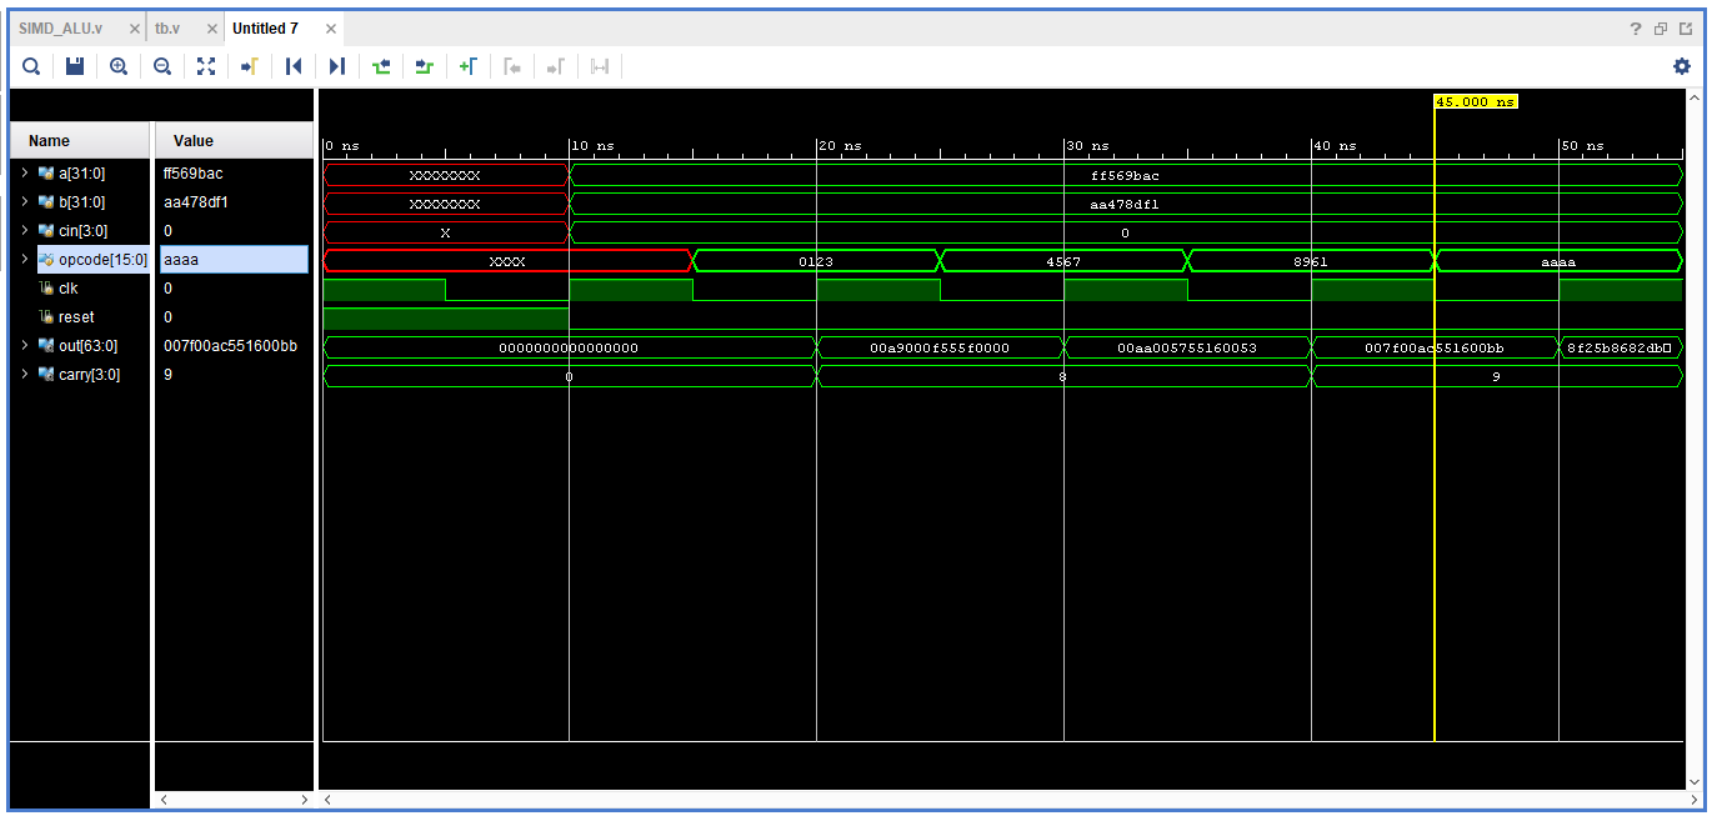 SIMD_ALU.v × tb.v × Untitled 7 ×
45.000 ns
Name Value
0 ns 10 ns 20 ns 30 ns 40 ns 50 ns
a[31:0] ff569bac XXXXXXXX ff569bac
b[31:0] aa478df1 XXXXXXXX aa478df1
cin[3:0] 0 X 0
opcode[15:0] aaaa XXXX 0123 4567 8961 aaaa
clk 0
reset 0
out[63:0] 007f00ac551600bb 0000000000000000 00a9000f555f0000 00aa005755160053 007f00ac551600bb 8f25b8682db
carry[3:0] 9 0 8 9